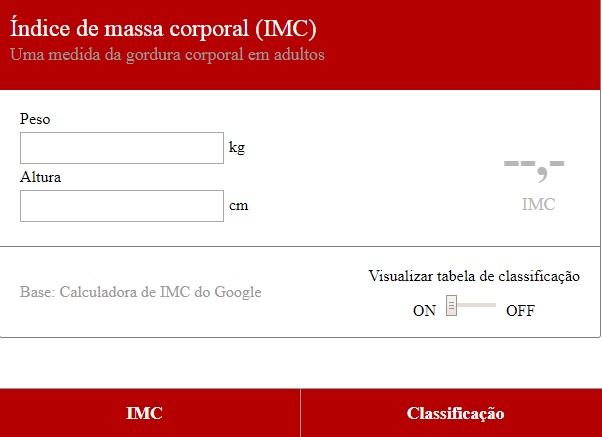 Índice de massa corporal (IMC)
Uma medida da gordura corporal em adultos
Peso
kg
Altura
cm
--,-
IMC
Base: Calculadora de IMC do Google
Visualizar tabela de classificação
ON OFF
IMC Classificação